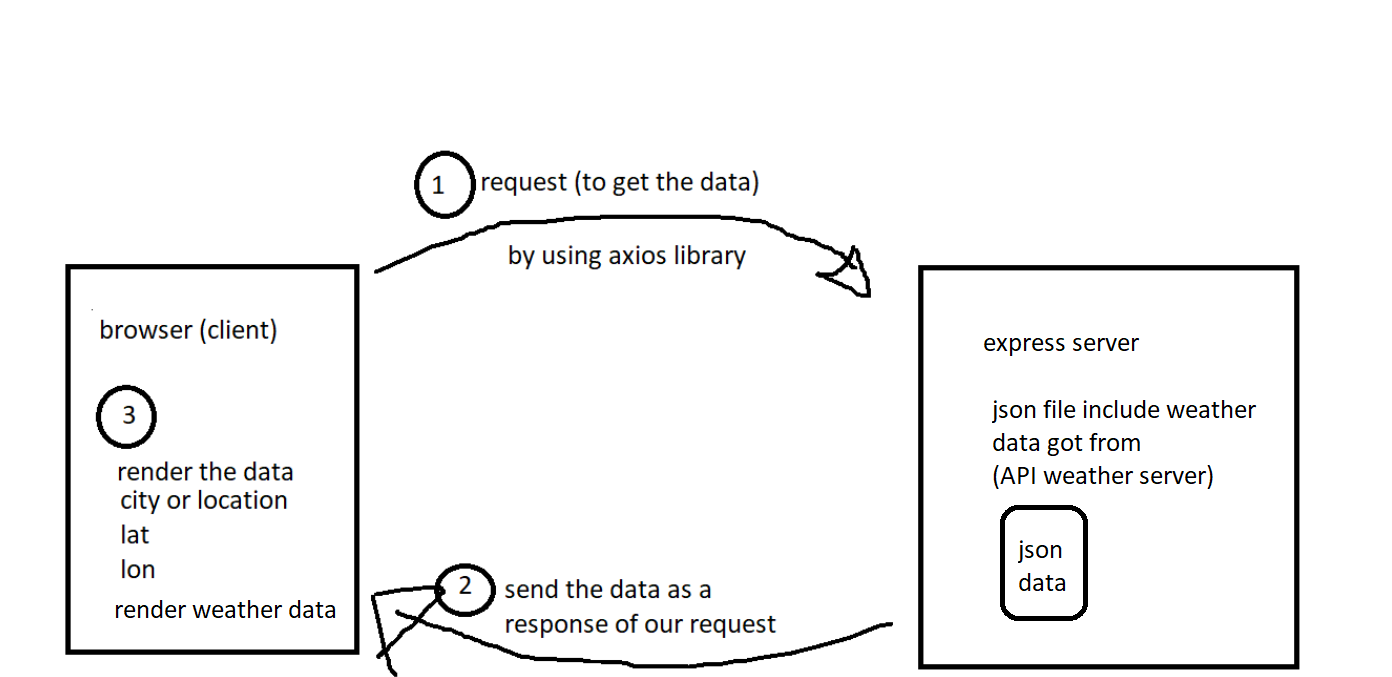 1
request (to get the data)
by using axios library
browser (client)
3
render the data
city or location
lat
lon
render weather data
express server
json file include weather
data got from
(API weather server)
json
data
2
send the data as a
response of our request